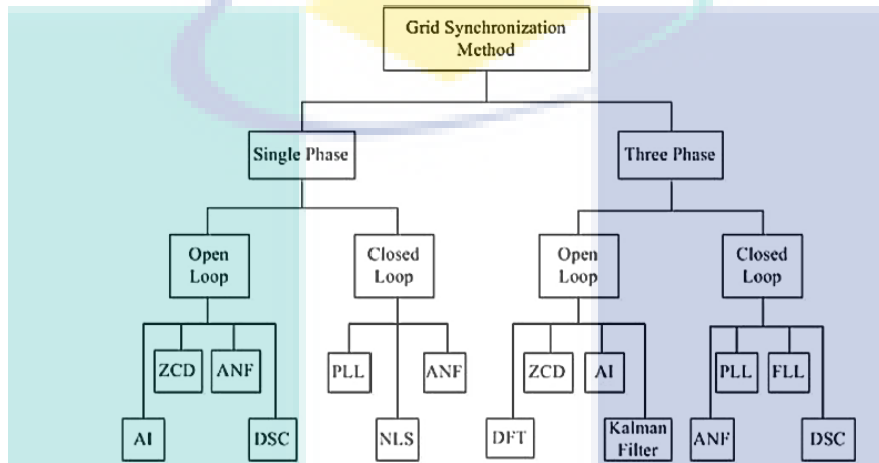 Grid Synchronization
Method
Single Phase
Three Phase
Open
Loop
Closed
Loop
Open
Loop
Closed
Loop
ZCD
ANF
PLL
ANF
ZCD
AI
PLL
FLL
AI
DSC
NLS
DFT
Kalman
Filter
ANF
DSC